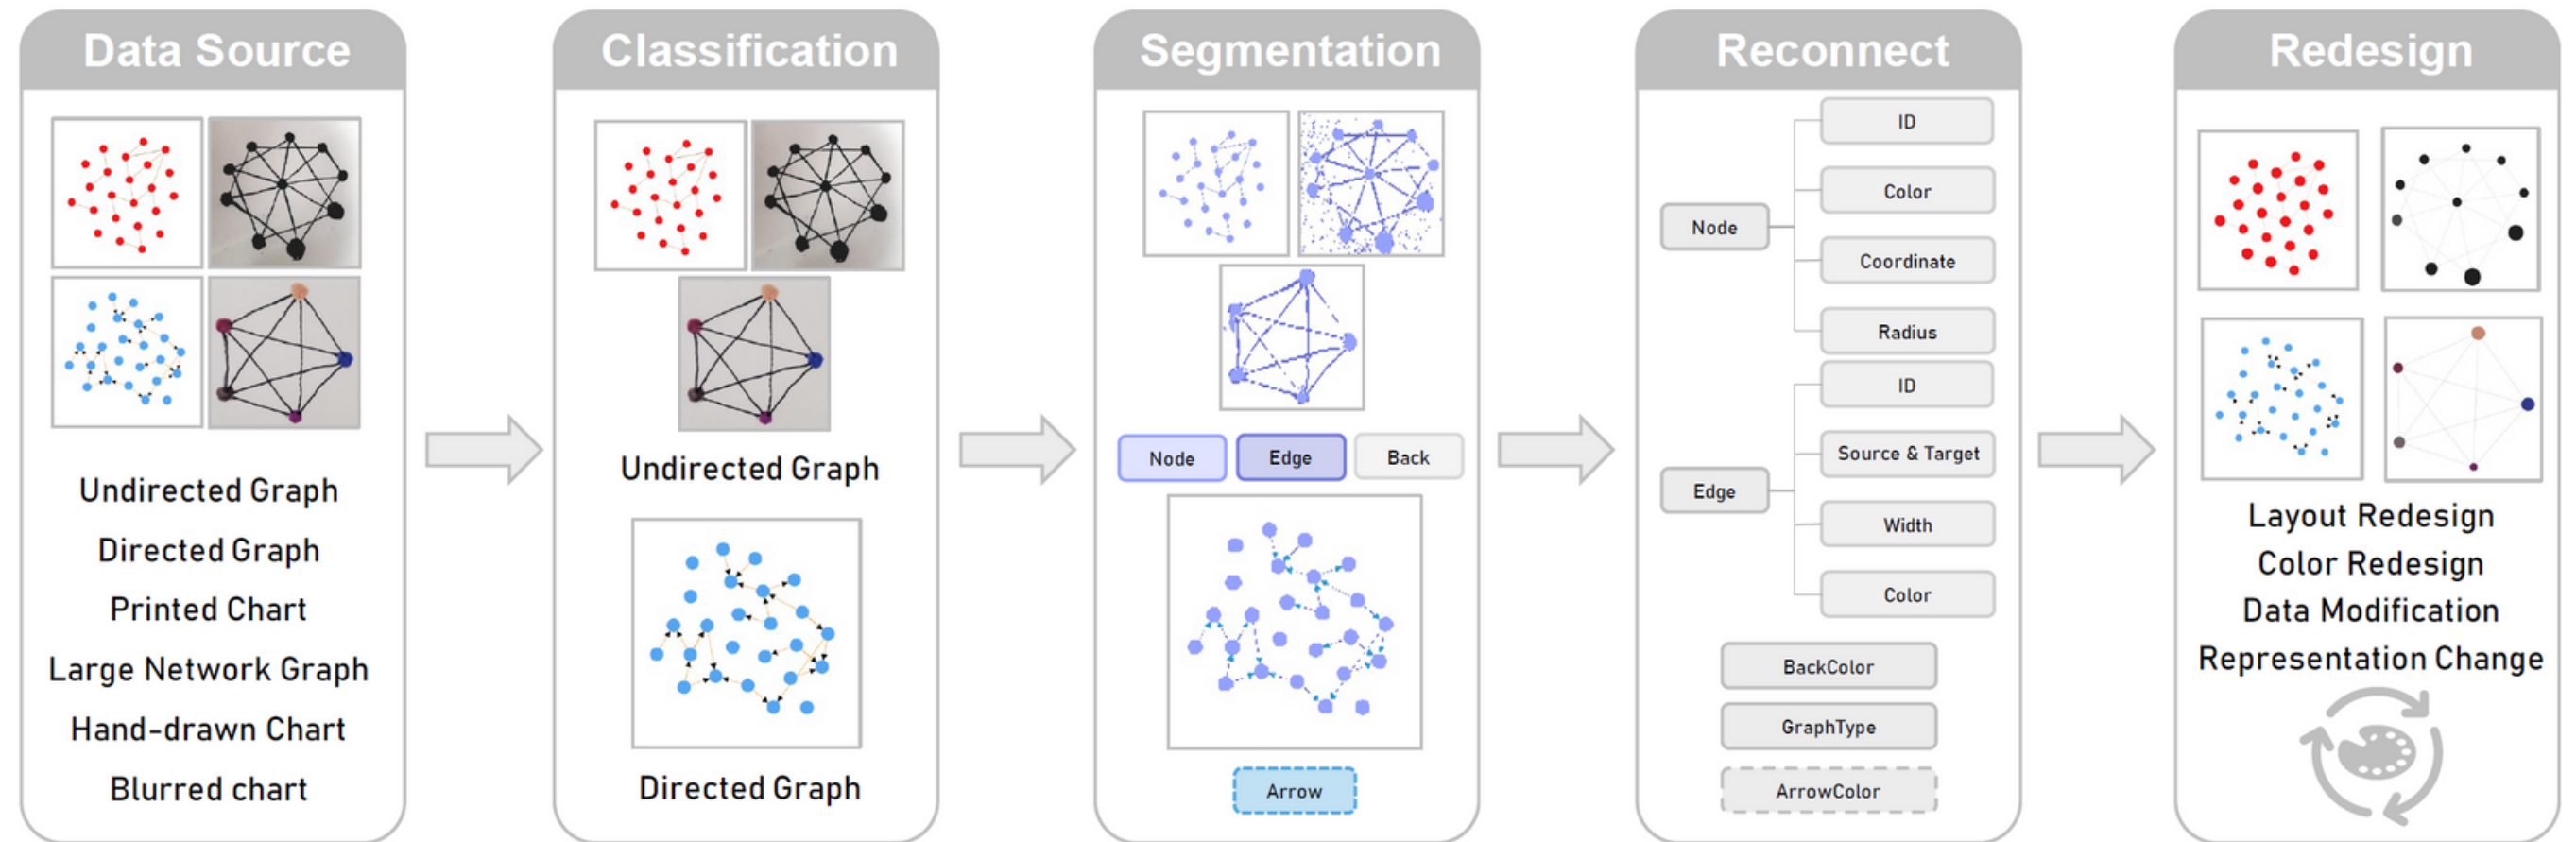 Data Source
Undirected Graph
Directed Graph
Printed Chart
Large Network Graph
Hand-drawn Chart
Blurred chart
Classification
Undirected Graph
Directed Graph
Segmentation
Node
Edge
Back
Arrow
Reconnect
Node
ID
Color
Coordinate
Radius
Edge
ID
Source & Target
Width
Color
BackColor
GraphType
ArrowColor
Redesign
Layout Redesign
Color Redesign
Data Modification
Representation Change